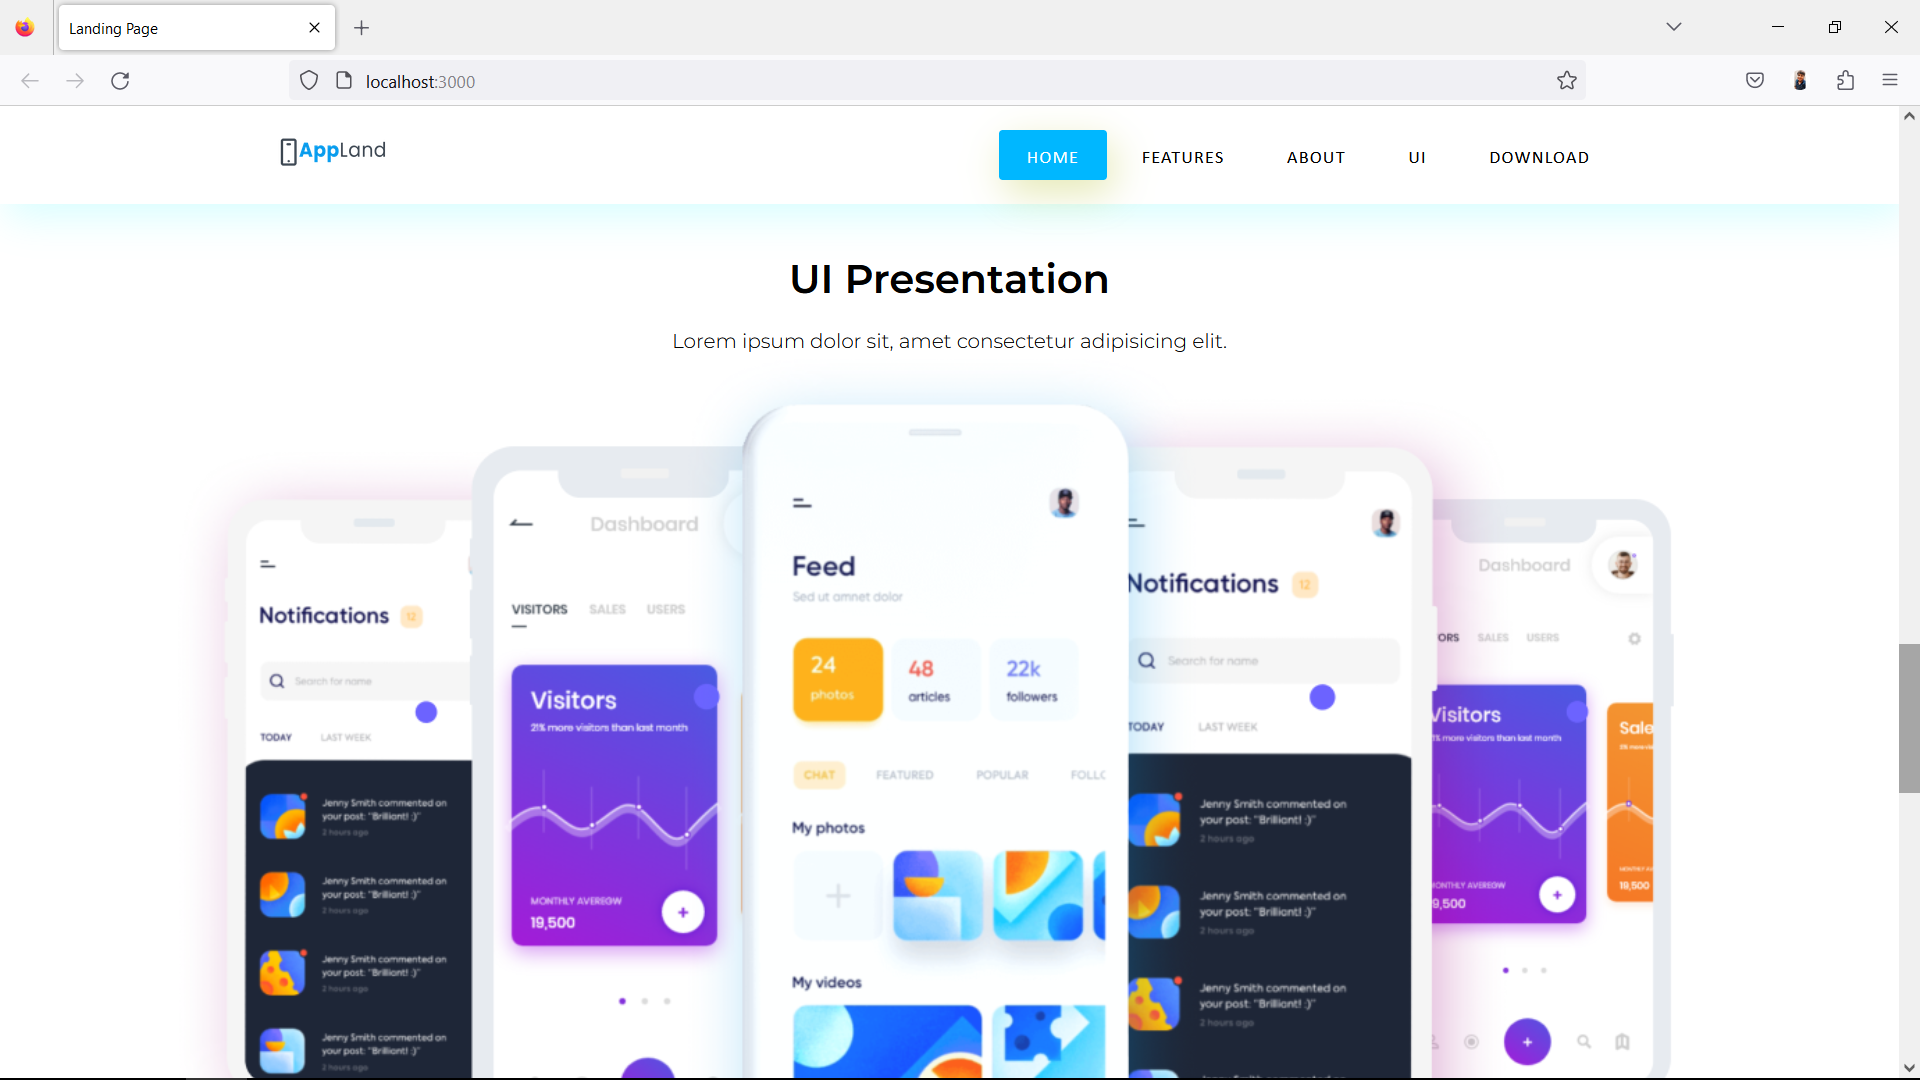 Landing Page
localhost:3000
AppLand
HOME
FEATURES
ABOUT
UI
DOWNLOAD
UI Presentation
Lorem ipsum dolor sit, amet consectetur adipisicing elit.
Notifications 12
Search for name
TODAY LAST WEEK
Jenny Smith commented on
your post: "Brilliant! :)"
2 hours ago
Jenny Smith commented on
your post: "Brilliant! :)"
2 hours ago
Jenny Smith commented on
your post: "Brilliant! :)"
2 hours ago
Jenny Smith commented on
your post: "Brilliant! :)"
2 hours ago
Dashboard
VISITORS SALES USERS
Visitors
21% more visitors than last month
MONTHLY AVEREGW
19,500
Feed
Sed ut amnet dolor
24
photos
48
articles
22k
followers
CHAT FEATURED POPULAR FOLLO
My photos
My videos
Notifications 12
Search for name
TODAY LAST WEEK
Jenny Smith commented on
your post: "Brilliant! :)"
2 hours ago
Jenny Smith commented on
your post: "Brilliant! :)"
2 hours ago
Jenny Smith commented on
your post: "Brilliant! :)"
2 hours ago
Dashboard
ORS SALES USERS
Visitors
1% more visitors than last month
MONTHLY AVEREGW
9,500
Sale
19,500